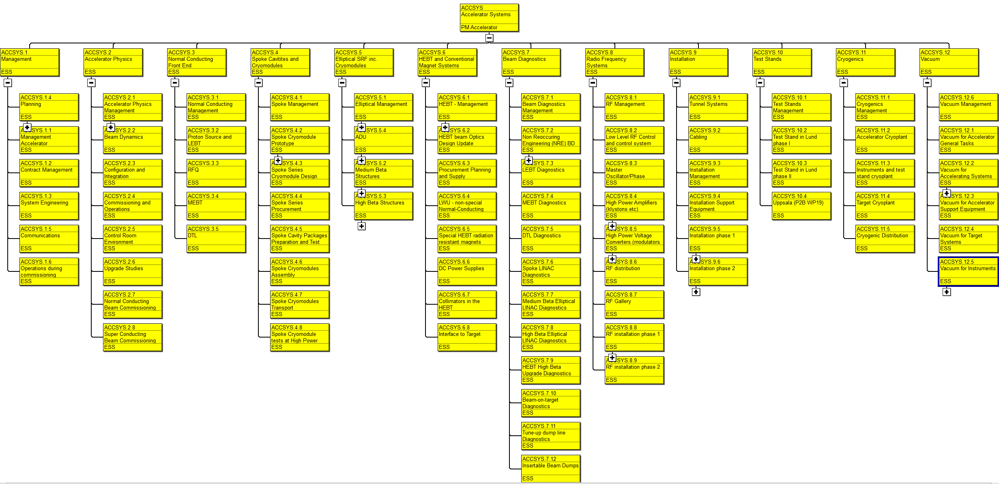 ACCSYS
Accelerator Systems
PM Accelerator
ACCSYS.1
Management
ESS
ACCSYS.1.4
Planning
ESS
ACCSYS.1.1
Management
Accelerator
ESS
ACCSYS.1.2
Contract Management
ESS
ACCSYS.1.3
System Engineering
ESS
ACCSYS.1.5
Communications
ESS
ACCSYS.1.6
Operations during
commissioning
ESS
ACCSYS.2
Accelerator Physics
ESS
ACCSYS.2.1
Accelerator Physics
Management
ESS
ACCSYS.2.2
Beam Dynamics
ESS
ACCSYS.2.3
Configuration and
Integration
ESS
ACCSYS.2.4
Commissioning and
Operations
ESS
ACCSYS.2.5
Control Room
Environment
ESS
ACCSYS.2.6
Upgrade Studies
ESS
ACCSYS.2.7
Normal Conducting
Beam Commissioning
ESS
ACCSYS.2.8
Super Conducting
Beam Commissioning
ESS
ACCSYS.3
Normal Conducting
Front End
ESS
ACCSYS.3.1
Normal Conducting
Management
ESS
ACCSYS.3.2
Proton Source and
LEBT
ESS
ACCSYS.3.3
RFQ
ESS
ACCSYS.3.4
MEBT
ESS
ACCSYS.3.5
DTL
ESS
ACCSYS.4
Spoke Cavitites and
Cryomodules
ESS
ACCSYS.4.1
Spoke Management
ESS
ACCSYS.4.2
Spoke Cryomodule
Prototype
ESS
ACCSYS.4.3
Spoke Series
Cryomodule Design
ESS
ACCSYS.4.4
Spoke Series
Procurement
ESS
ACCSYS.4.5
Spoke Cavity Packages
Preparation and Test
ESS
ACCSYS.4.6
Spoke Cryomodules
Assembly
ESS
ACCSYS.4.7
Spoke Cryomodules
Transport
ESS
ACCSYS.4.8
Spoke Cryomodule
tests at High Power
ESS
ACCSYS.5
Elliptical SRF inc.
Cryomodules
ESS
ACCSYS.5.1
Elliptical Management
ESS
ACCSYS.5.4
ADU
ESS
ACCSYS.5.2
Medium Beta
Structures
ESS
ACCSYS.5.3
High Beta Structures
ESS
ACCSYS.6
HEBT and Conventional
Magnet Systems
ESS
ACCSYS.6.1
HEBT - Management
ESS
ACCSYS.6.2
HEBT beam Optics
Design Update
ESS
ACCSYS.6.3
Procurement Planning
and Supply
ESS
ACCSYS.6.4
LWU - non-special
Normal-Conducting
ESS
ACCSYS.6.5
Special HEBT radiation
resistant magnets
ESS
ACCSYS.6.6
DC Power Supplies
ESS
ACCSYS.6.7
Collimators in the
HEBT
ESS
ACCSYS.6.8
Interface to Target
ESS
ACCSYS.7
Beam Diagnostics
ESS
ACCSYS.7.1
Beam Diagnostics
Management
ESS
ACCSYS.7.2
Non Reoccuring
Engineering (NRE) BD
ESS
ACCSYS.7.3
LEBT Diagnostics
ESS
ACCSYS.7.4
MEBT Diagnostics
ESS
ACCSYS.7.5
DTL Diagnostics
ESS
ACCSYS.7.6
Spoke LINAC
Diagnostics
ESS
ACCSYS.7.7
Medium Beta Elliptical
LINAC Diagnostics
ESS
ACCSYS.7.8
High Beta Elliptical
LINAC Diagnostics
ESS
ACCSYS.7.9
HEBT High Beta
Upgrade Diagnostics
ESS
ACCSYS.7.10
Beam-on-target
Diagnostics
ESS
ACCSYS.7.11
Tune-up dump line
Diagnostics
ESS
ACCSYS.7.12
Insertable Beam Dumps
ESS
ACCSYS.8
Radio Frequency
Systems
ESS
ACCSYS.8.1
RF Management
ESS
ACCSYS.8.2
Low Level RF Control
and control system
ESS
ACCSYS.8.3
Master
Oscillator/Phase
ESS
ACCSYS.8.4
High Power Amplifiers
(klystons etc)
ESS
ACCSYS.8.5
High Power Voltage
Converters (modulators
ESS
ACCSYS.8.6
RF distribution
ESS
ACCSYS.8.7
RF Gallery
ESS
ACCSYS.8.8
RF installation phase 1
ESS
ACCSYS.8.9
RF installation phase 2
ESS
ACCSYS.9
Installation
ESS
ACCSYS.9.1
Tunnel Systems
ESS
ACCSYS.9.2
Cabling
ESS
ACCSYS.9.3
Installation
Management
ESS
ACCSYS.9.4
Installation Support
Equipment
ESS
ACCSYS.9.5
Installation phase 1
ESS
ACCSYS.9.6
Installation phase 2
ESS
ACCSYS.10
Test Stands
ESS
ACCSYS.10.1
Test Stands
Management
ESS
ACCSYS.10.2
Test Stand in Lund
phase I
ESS
ACCSYS.10.3
Test Stand in Lund
phase II
ESS
ACCSYS.10.4
Uppsala (P2B WP19)
ESS
ACCSYS.11
Cryogenics
ESS
ACCSYS.11.1
Cryogenics
Management
ESS
ACCSYS.11.2
Accelerator Cryoplant
ESS
ACCSYS.11.3
Instruments and test
stand cryoplant
ESS
ACCSYS.11.4
Target Cryoplant
ESS
ACCSYS.11.5
Cryogenic Distribution
ESS
ACCSYS.12
Vacuum
ESS
ACCSYS.12.6
Vacuum Management
ESS
ACCSYS.12.1
Vacuum for Accelerator
General Tasks
ESS
ACCSYS.12.2
Vacuum for
Accelerating Systems
ESS
ACCSYS.12.3
Vacuum for Accelerator
Support Equipment
ESS
ACCSYS.12.4
Vacuum for Target
Systems
ESS
ACCSYS.12.5
Vacuum for Instruments
ESS